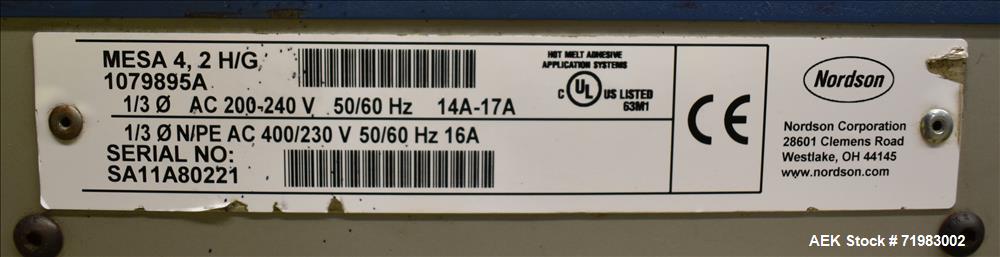 MESA 4, 2 H/G
1079895A
1/3 Ø AC 200-240 V 50/60 Hz 14A-17A
1/3 Ø N/PE AC 400/230 V 50/60 Hz 16A
SERIAL NO:
SA11A80221
HOT MELT ADHESIVE
APPLICATION SYSTEMS
C UL US LISTED
63M1
CE
Nordson
Nordson Corporation
28601 Clemens Road
Westlake, OH 44145
www.nordson.com
AEK Stock # 71983002